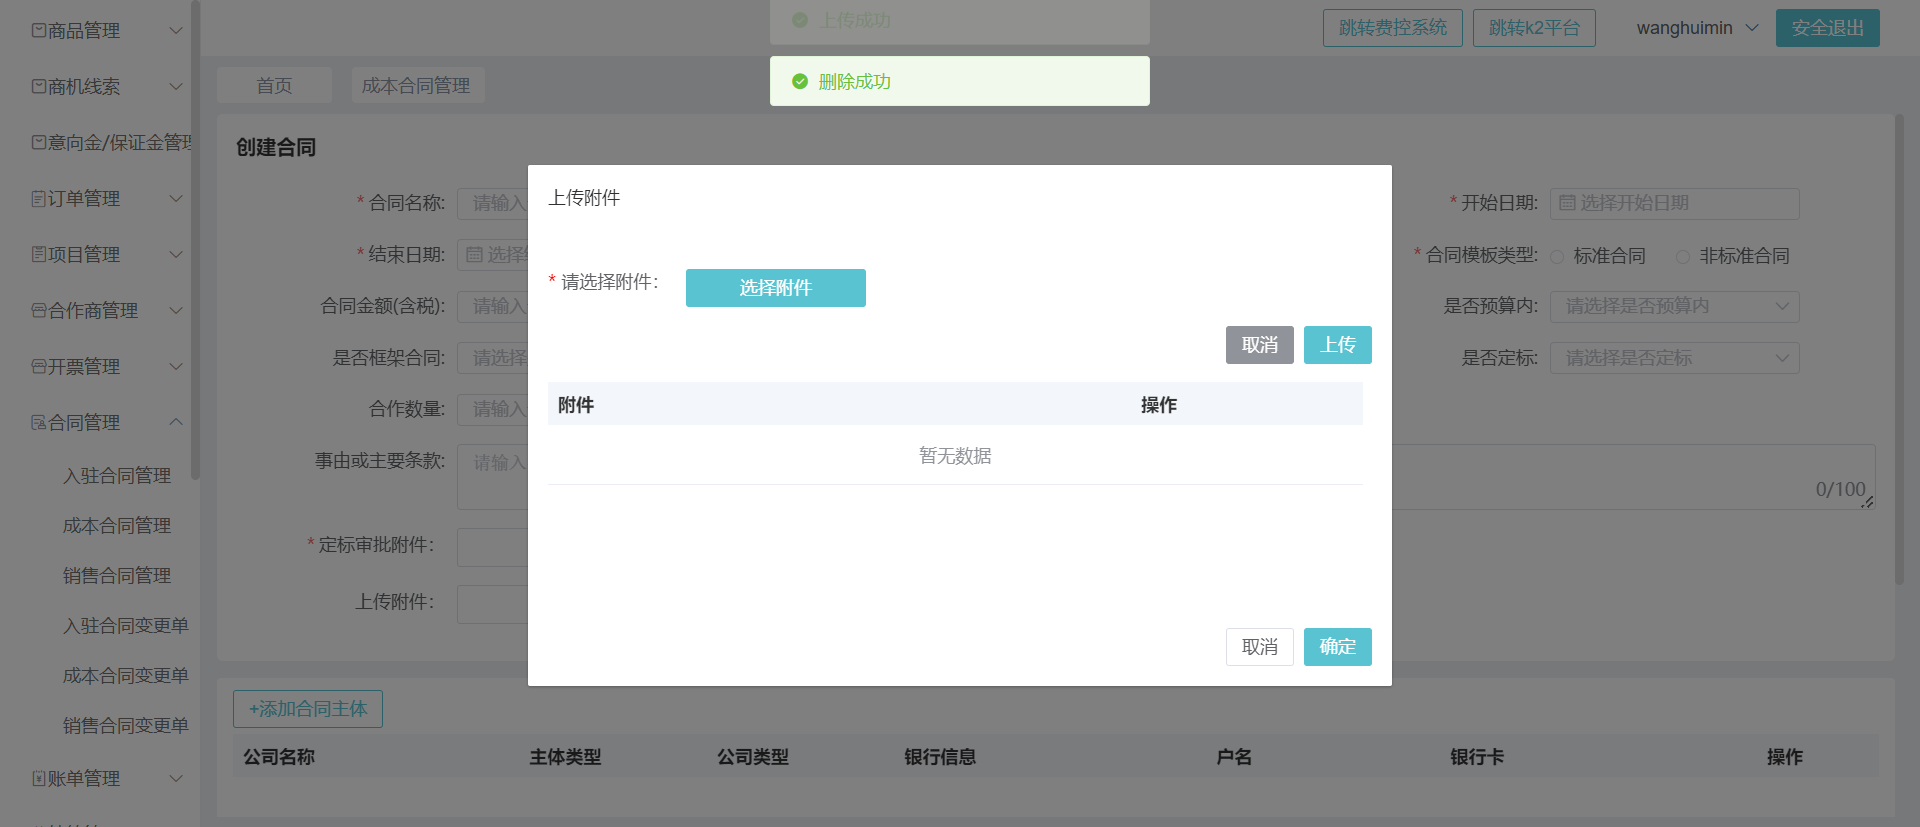 商品管理
商机线索
意向金/保证金管理
订单管理
项目管理
合作商管理
开票管理
合同管理
入驻合同管理
成本合同管理
销售合同管理
入驻合同变更单
成本合同变更单
销售合同变更单
账单管理
上传成功
删除成功
跳转费控系统
跳转k2平台
wanghuimin
安全退出
首页
成本合同管理
创建合同
* 合同名称: 请输入
* 开始日期: 选择开始日期
* 结束日期: 选择
* 合同模板类型: 标准合同 非标准合同
合同金额(含税): 请输入
是否预算内: 请选择是否预算内
是否框架合同: 请选择
是否定标: 请选择是否定标
合作数量: 请输入
事由或主要条款: 请输入
0/100
* 定标审批附件:
上传附件:
上传附件
* 请选择附件:
选择附件
取消
上传
附件 操作
暂无数据
取消
确定
+添加合同主体
公司名称 主体类型 公司类型 银行信息 户名 银行卡 操作